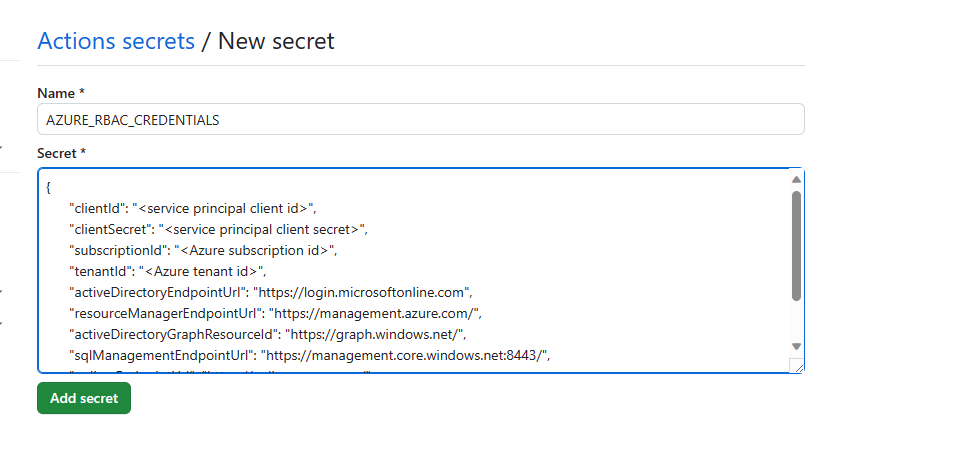 Actions secrets / New secret
Name *
AZURE_RBAC_CREDENTIALS
Secret *
{
"clientId": "<service principal client id>",
"clientSecret": "<service principal client secret>",
"subscriptionId": "<Azure subscription id>",
"tenantId": "<Azure tenant id>",
"activeDirectoryEndpointUrl": "https://login.microsoftonline.com",
"resourceManagerEndpointUrl": "https://management.azure.com/",
"activeDirectoryGraphResourceId": "https://graph.windows.net/",
"sqlManagementEndpointUrl": "https://management.core.windows.net:8443/",
Add secret